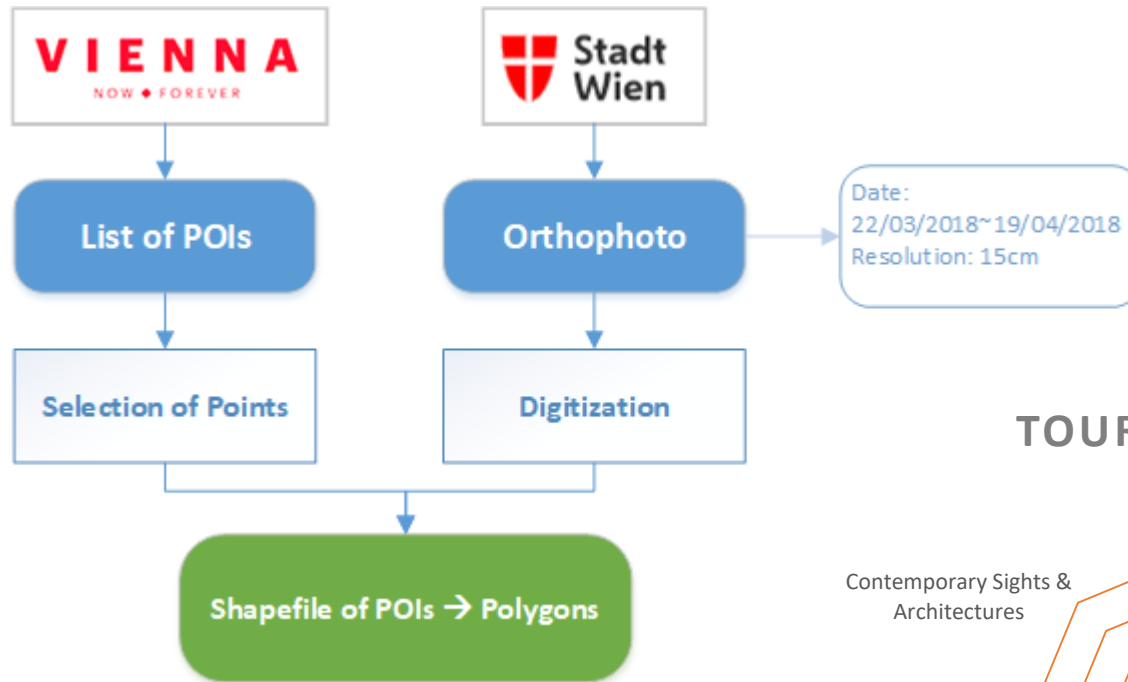 VIENNA
NOW ♦ FOREVER
Stadt
Wien
List of POIs
Orthophoto
Date:
22/03/2018~19/04/2018
Resolution: 15cm
Selection of Points
Digitization
TOUR
Shapefile of POIs → Polygons
Contemporary Sights &
Architectures